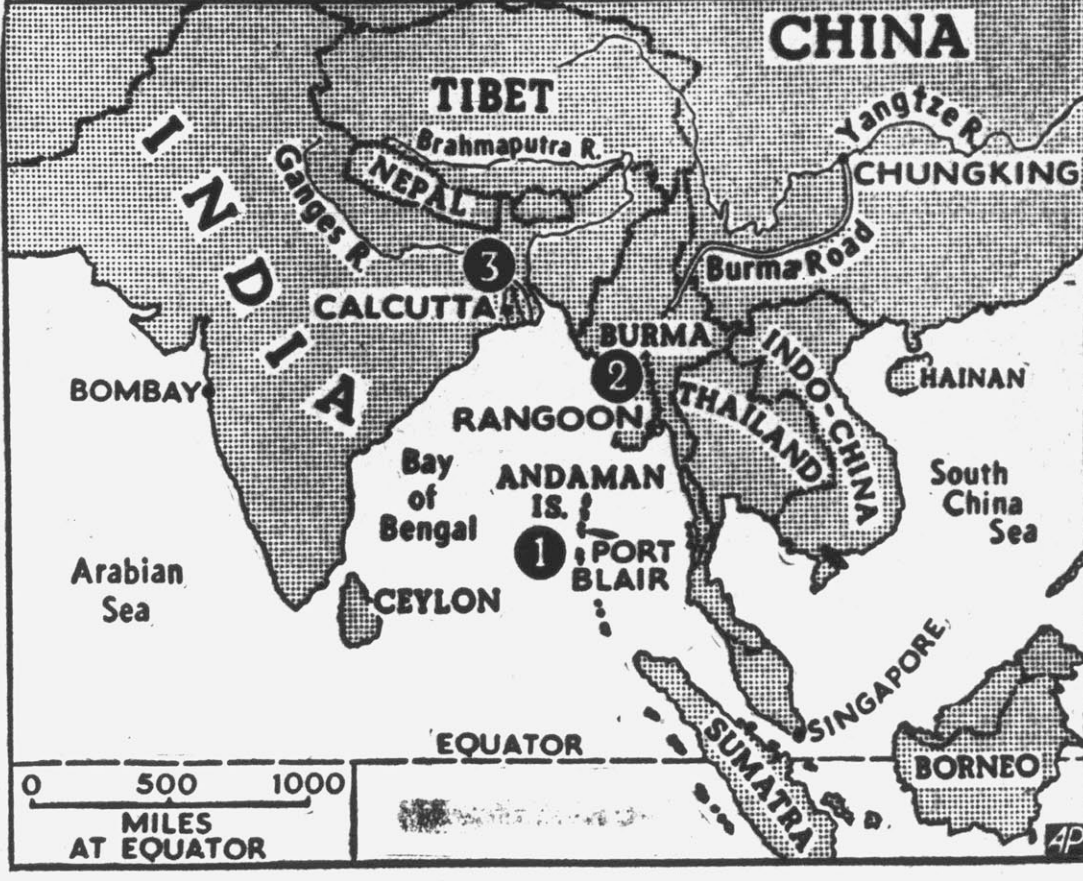 CHINA
TIBET
Yangtze R.
Brahmaputra R.
INDIA
NEPAL
Ganges R.
CHUNGKING
Burma Road
3
CALCUTTA
BURMA
INDO-CHINA
2
BOMBAY
HAINAN
THAILAND
RANGOON
Bay
of
Bengal
ANDAMAN
IS.
South
China
Sea
1
PORT
BLAIR
Arabian
Sea
CEYLON
SINGAPORE
EQUATOR
SUMATRA
BORNEO
0 500 1000
MILES
AT EQUATOR
AP